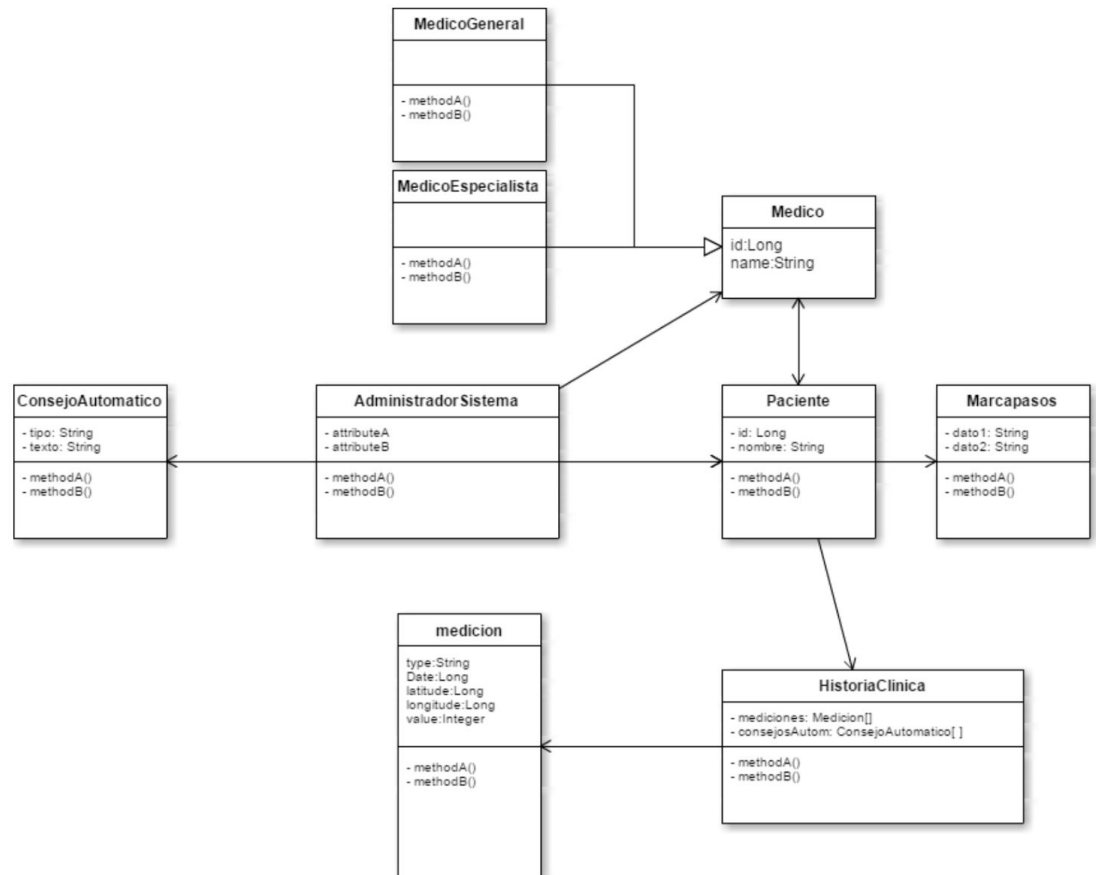 MedicoGeneral
- methodA()
- methodB()
MedicoEspecialista
- methodA()
- methodB()
Medico
id:Long
name:String
ConsejoAutomatico
- tipo: String
- texto: String
- methodA()
- methodB()
AdministradorSistema
- attributeA
- attributeB
- methodA()
- methodB()
Paciente
- id: Long
- nombre: String
- methodA()
- methodB()
Marcapasos
- dato1: String
- dato2: String
- methodA()
- methodB()
medicion
type:String
Date:Long
latitude:Long
longitude:Long
value:Integer
- methodA()
- methodB()
HistoriaClinica
- mediciones: Medicion[]
- consejosAutom: ConsejoAutomatico[ ]
- methodA()
- methodB()